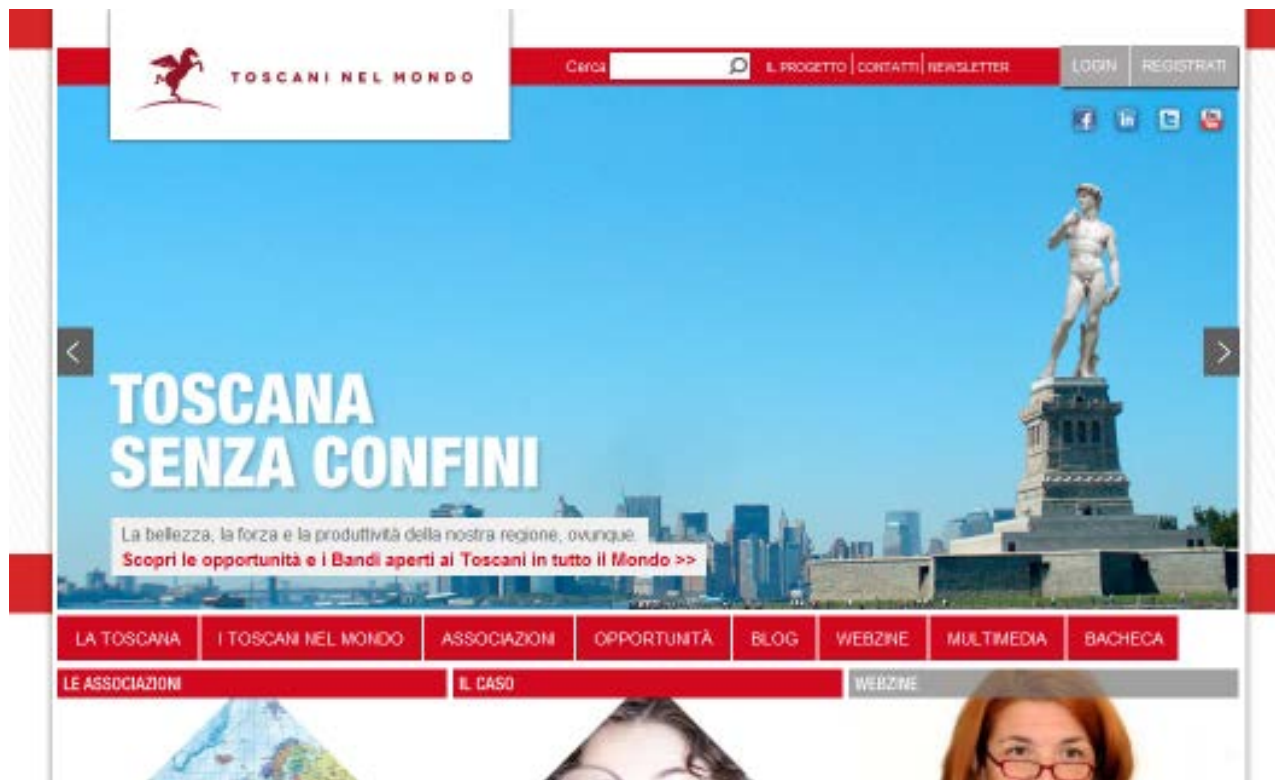 TOSCANI NEL MONDO
Cerca
IL PROGETTO | CONTATTI | NEWSLETTER
LOGIN
REGISTRATI
TOSCANA
SENZA CONFINI
La bellezza, la forza e la produttività della nostra regione, ovunque.
Scopri le opportunità e i Bandi aperti ai Toscani in tutto il Mondo >>
LA TOSCANA
I TOSCANI NEL MONDO
ASSOCIAZIONI
OPPORTUNITÀ
BLOG
WEBZINE
MULTIMEDIA
BACHECA
LE ASSOCIAZIONI
IL CASO
WEBZINE